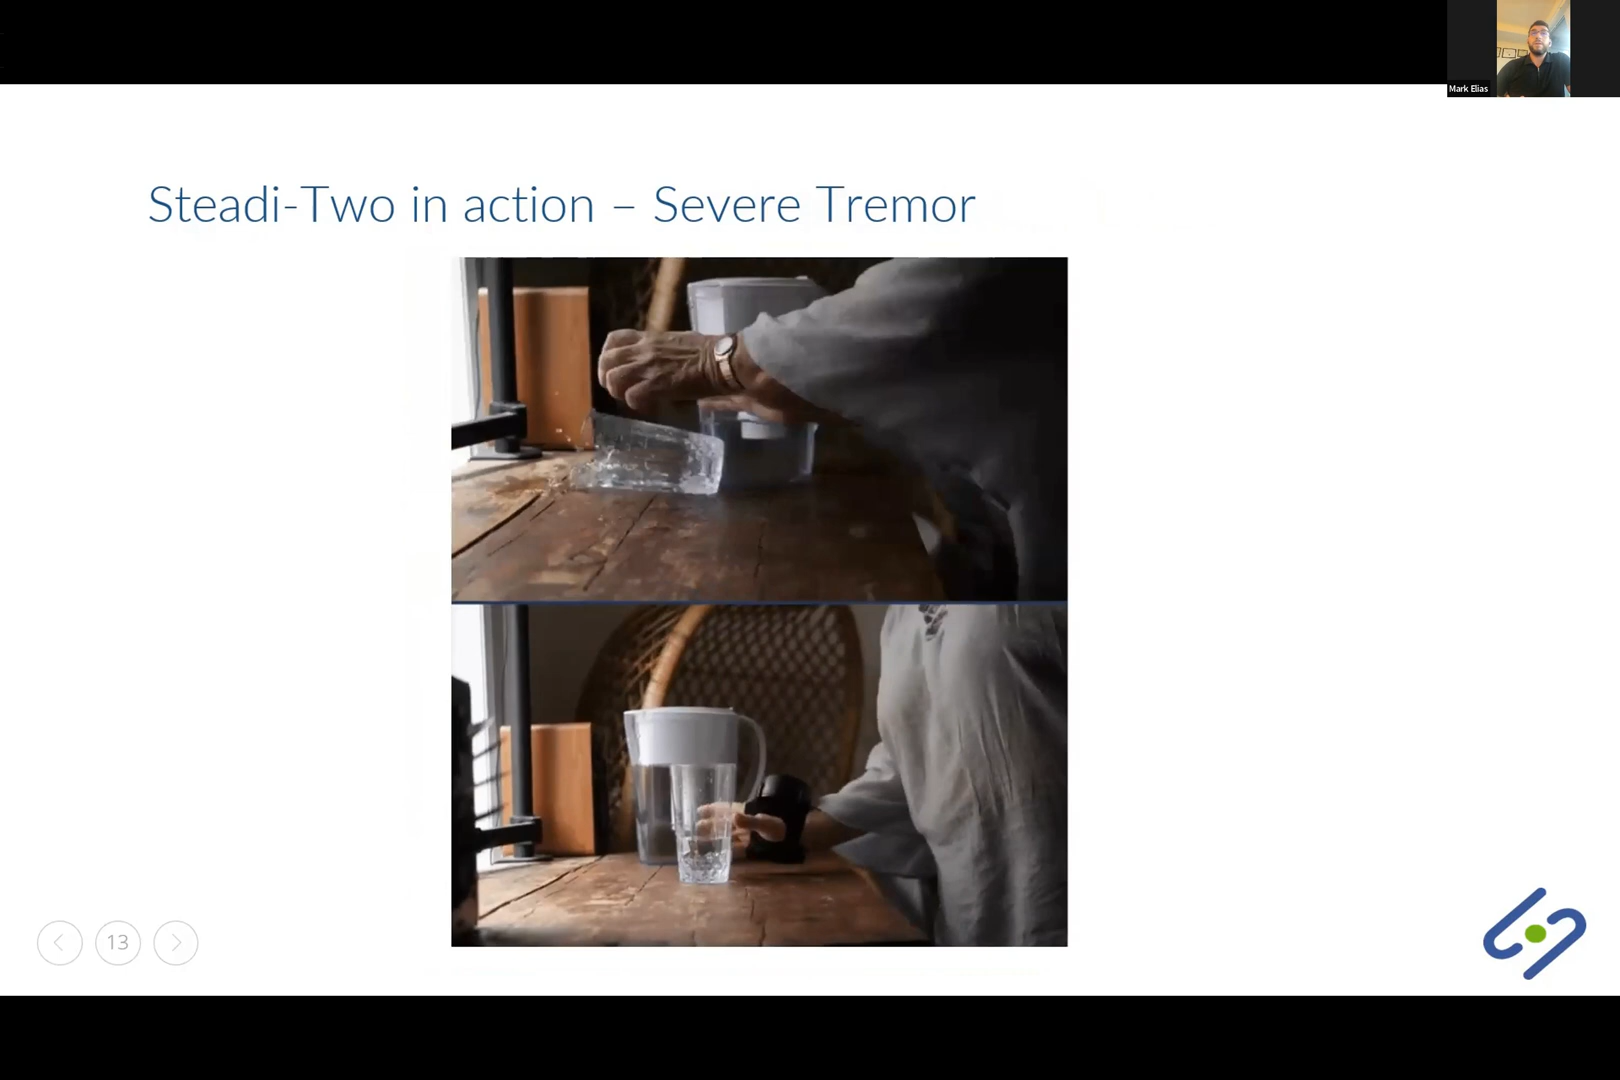 Mark Elias
Steadi-Two in action – Severe Tremor
13